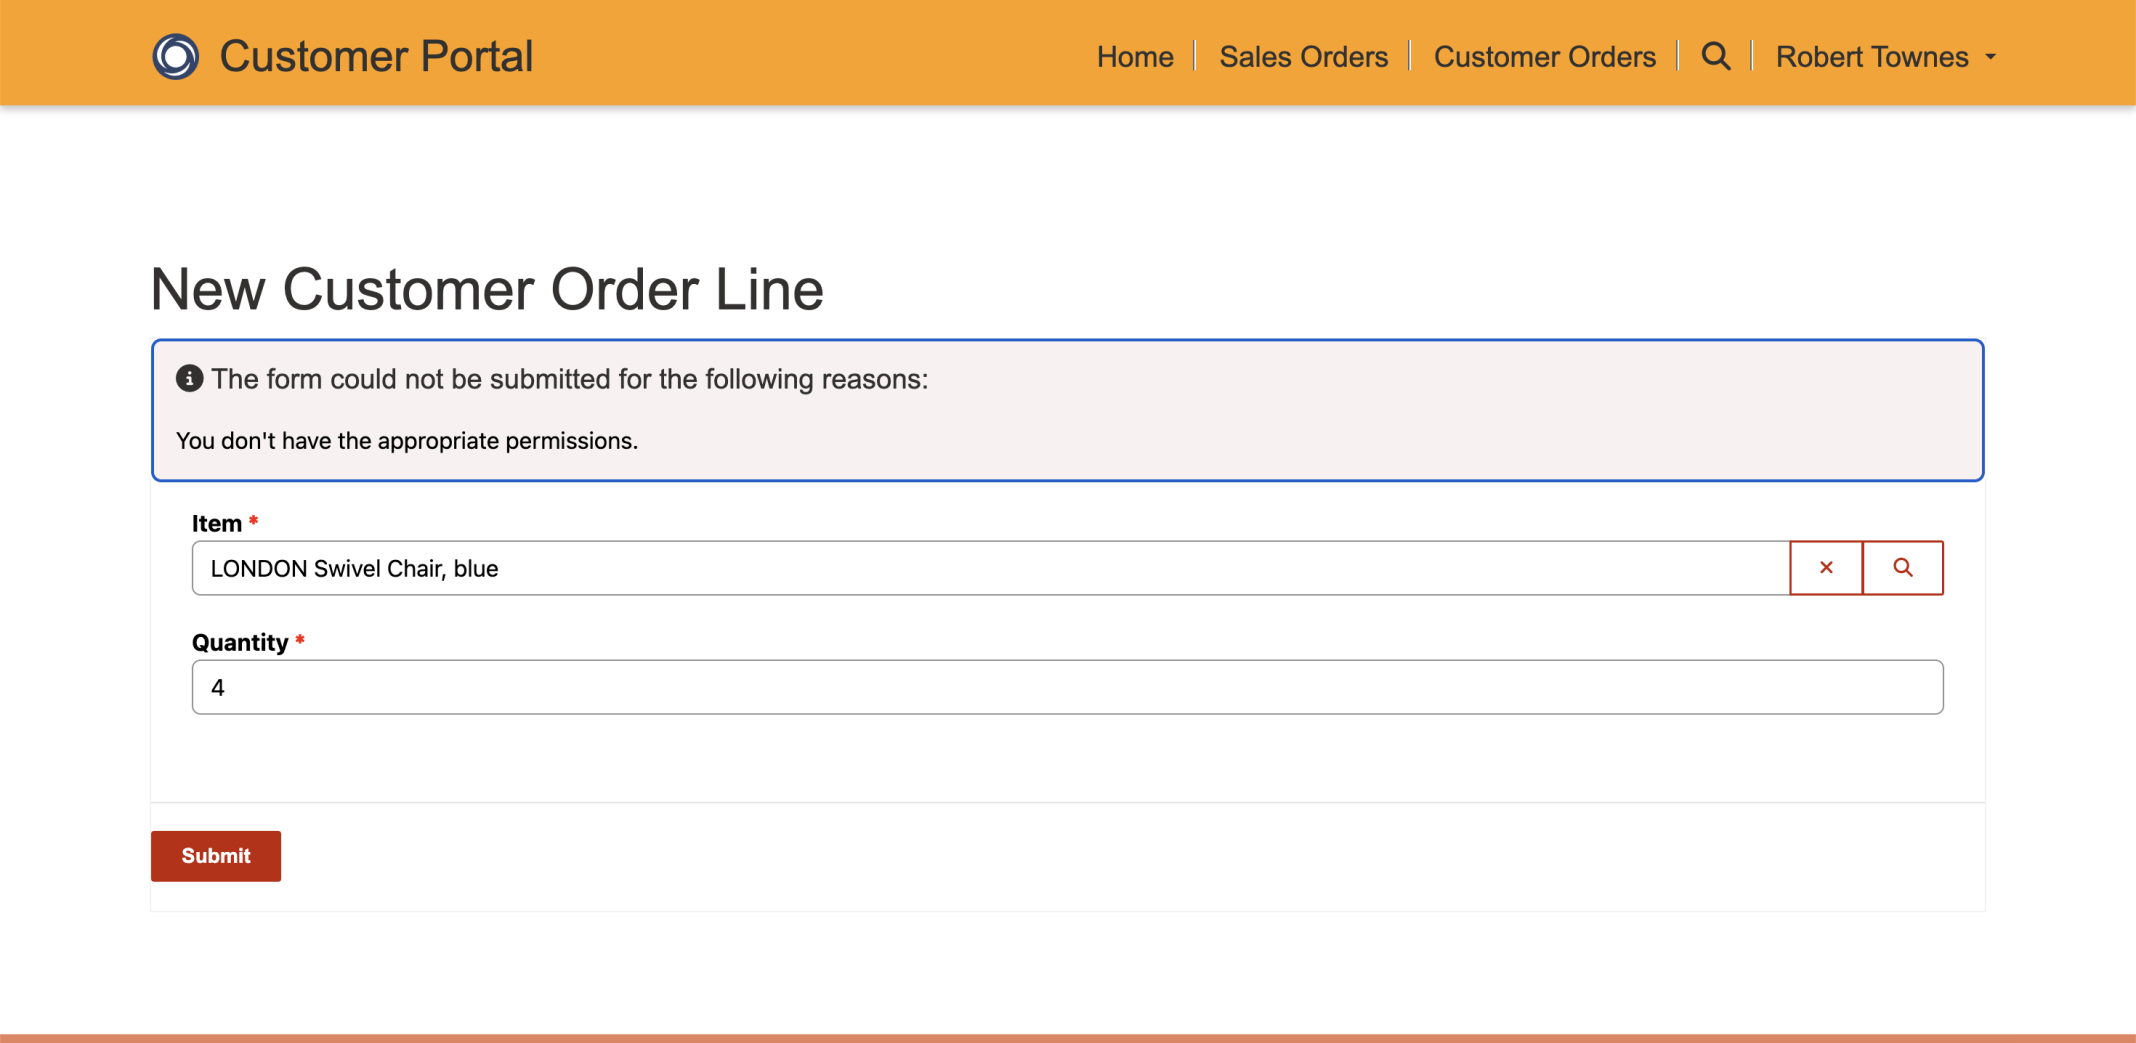 Customer Portal
Home
Sales Orders
Customer Orders
Robert Townes
New Customer Order Line
The form could not be submitted for the following reasons:
You don't have the appropriate permissions.
Item *
LONDON Swivel Chair, blue
Quantity *
4
Submit